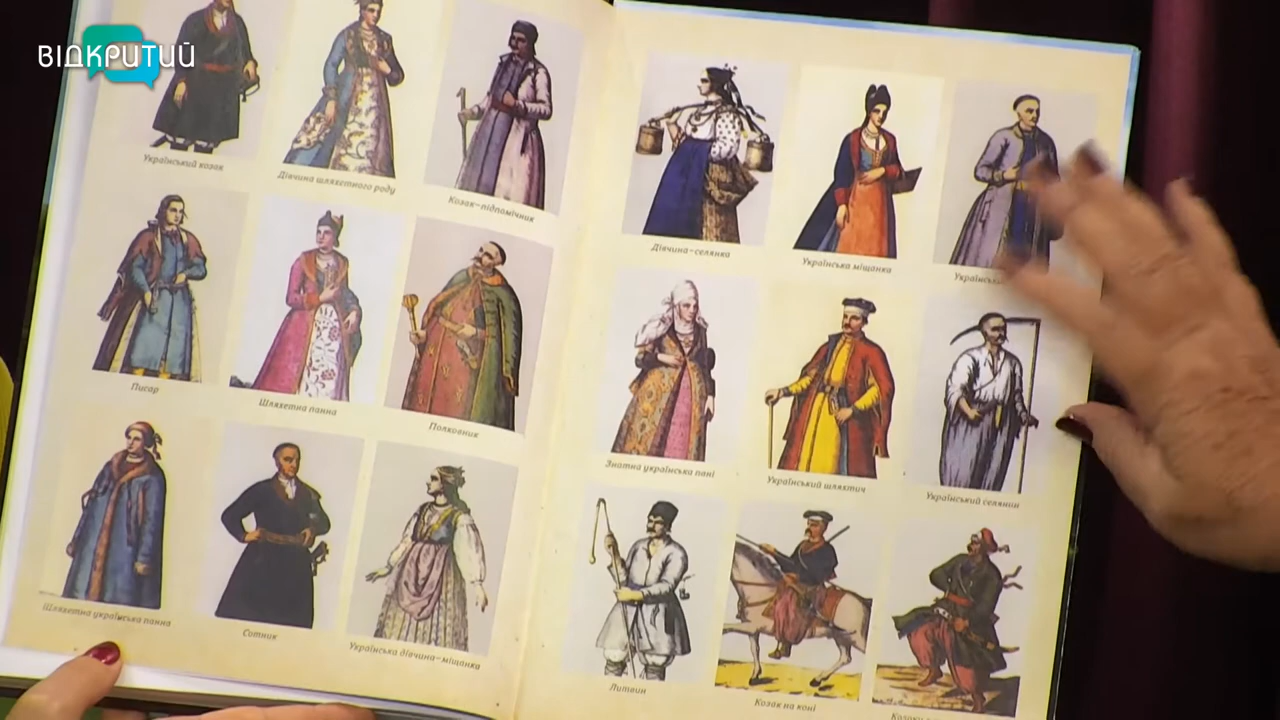 ВІДКРИТИЙ
Український козак
Дівчина шляхетного роду
Козак-підпомічник
Писар
Шляхетна панна
Полковник
Шляхетна українська панна
Сотник
Українська дівчина-міщанка
Дівчина-селянка
Українська міщанка
Знатна українська пані
Український шляхтич
Український селянин
Литвин
Козак на коні